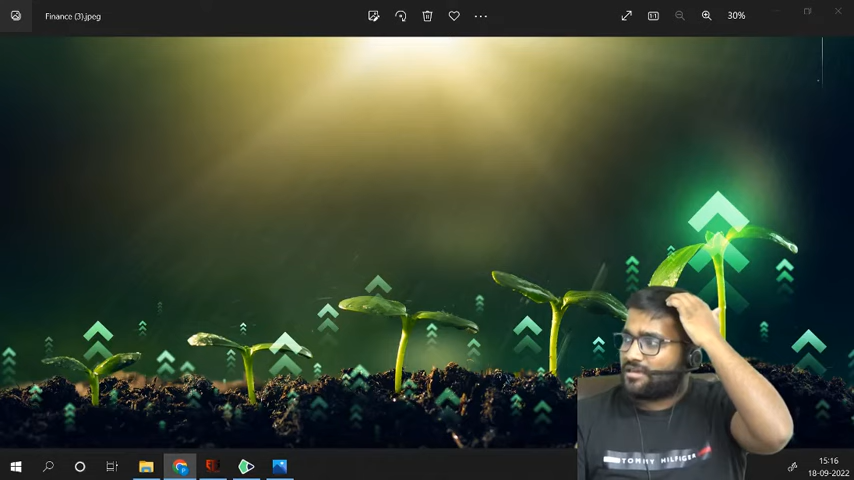 Finance (3).jpeg
30%
TOMMY HILFIGER
15:16
18-09-2022